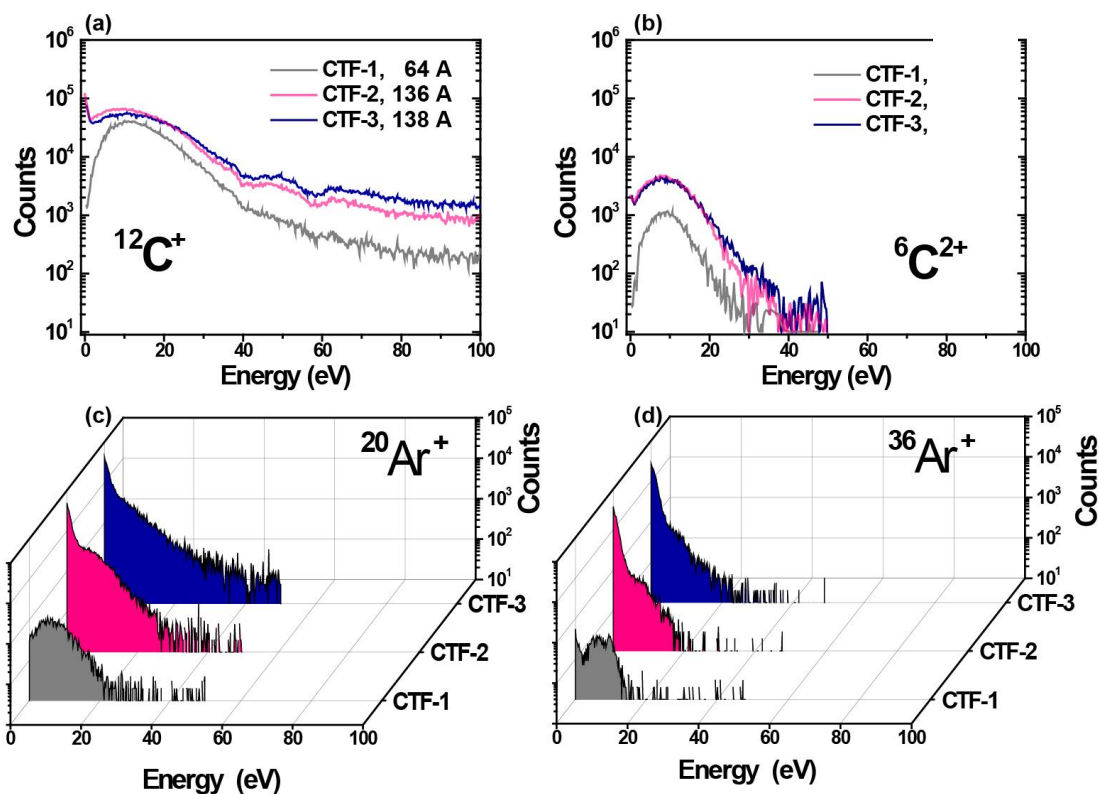 (a)
10⁶
10⁵
10⁴
10³
10²
10¹
Counts
CTF-1, 64 A
CTF-2, 136 A
CTF-3, 138 A
¹²C⁺
0 20 40 60 80 100
Energy (eV)
(b)
10⁶
10⁵
10⁴
10³
10²
10¹
Counts
CTF-1,
CTF-2,
CTF-3,
⁶C²⁺
0 20 40 60 80 100
Energy (eV)
(c)
²⁰Ar⁺
10⁵
10⁴
10³
10²
10¹
Counts
CTF-3
CTF-2
CTF-1
0 20 40 60 80 100
Energy (eV)
(d)
³⁶Ar⁺
10⁵
10⁴
10³
10²
10¹
Counts
CTF-3
CTF-2
CTF-1
0 20 40 60 80 100
Energy (eV)